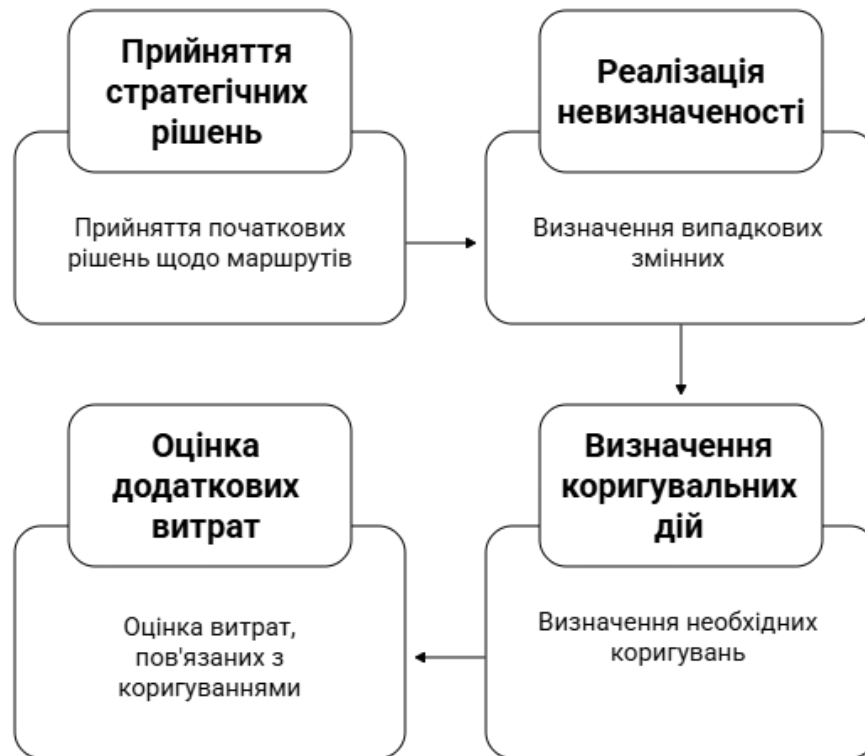 Прийняття
стратегічних
рішень
Прийняття початкових
рішень щодо маршрутів
Реалізація
невизначеності
Визначення випадкових
змінних
Визначення
коригувальних
дій
Визначення необхідних
коригувань
Оцінка
додаткових
витрат
Оцінка витрат,
пов'язаних з
коригуваннями